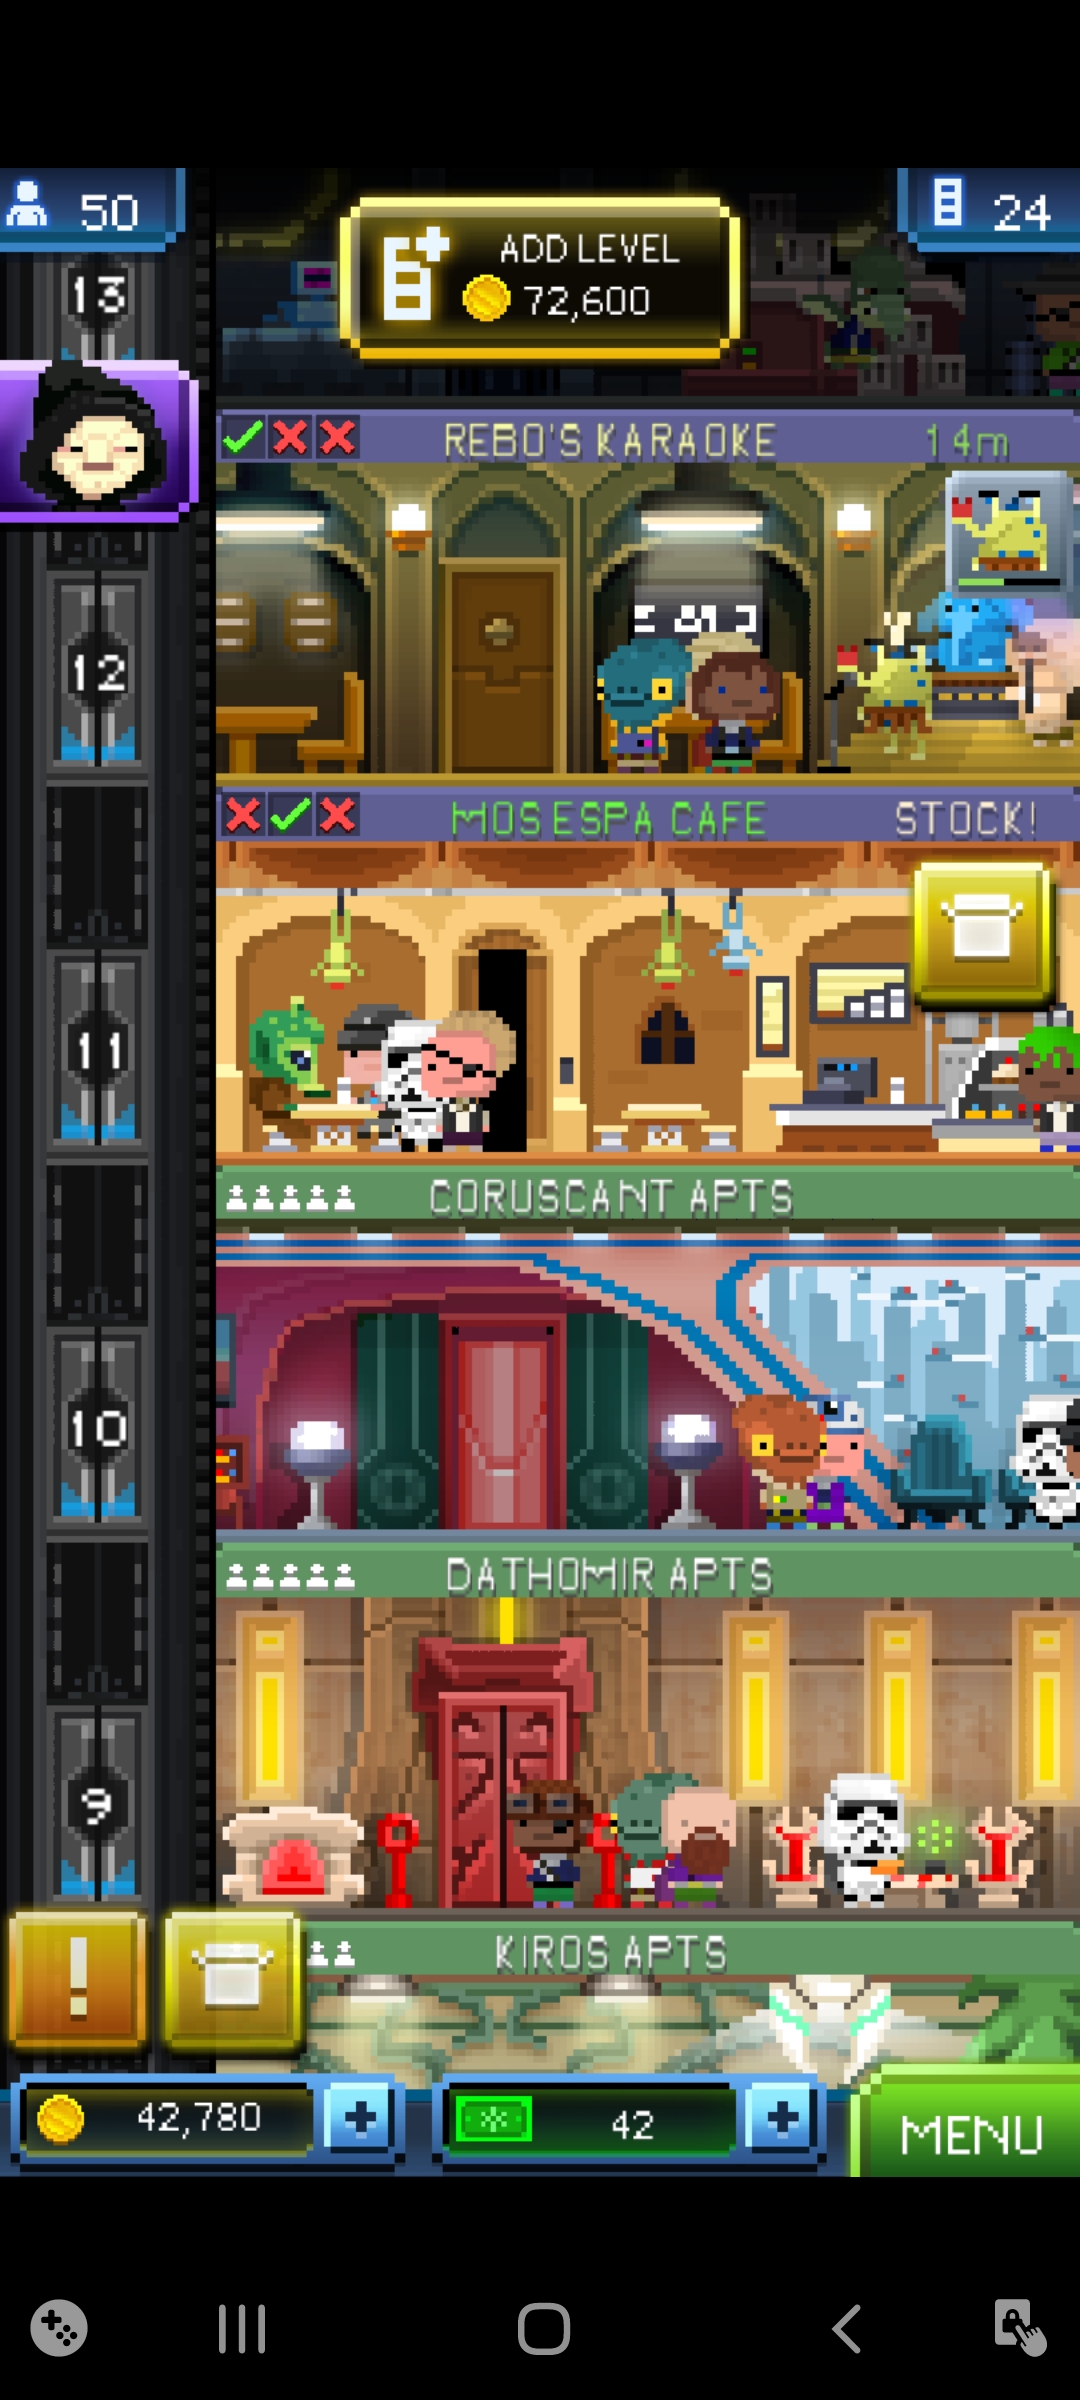 50
ADD LEVEL
72,600
24
13
REBO'S KARAOKE
14m
12
MOS ESPA CAFE
STOCK!
11
CORUSCANT APTS
10
DATHOMIR APTS
9
!
KIROS APTS
42,780
+
42
+
MENU